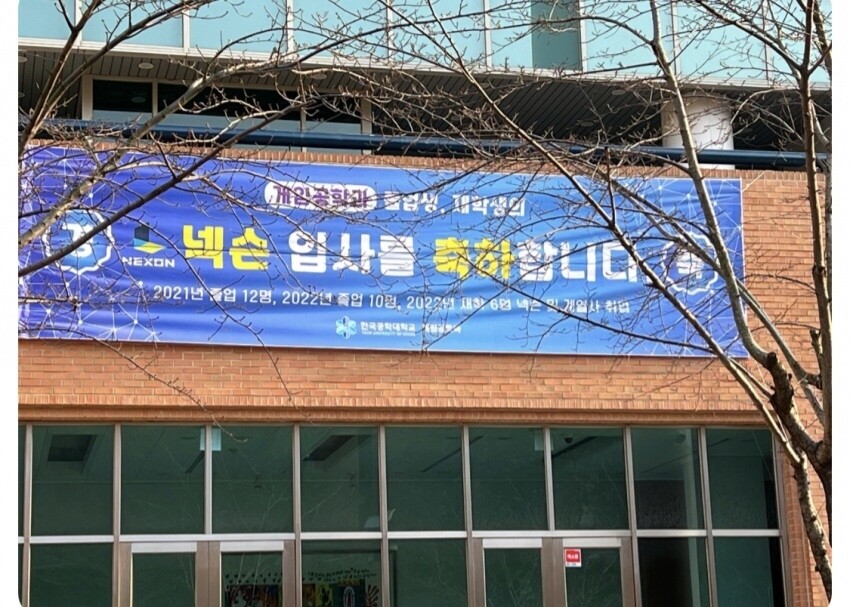 게임공학과 졸업생, 재학생의
NEXON 넥슨 입사를 축하합니다
2021년 졸업 12명, 2022년 졸업 10명, 2022년 재학 6명 넥슨 및 계열사 취업
한국공학대학교 게임공학과